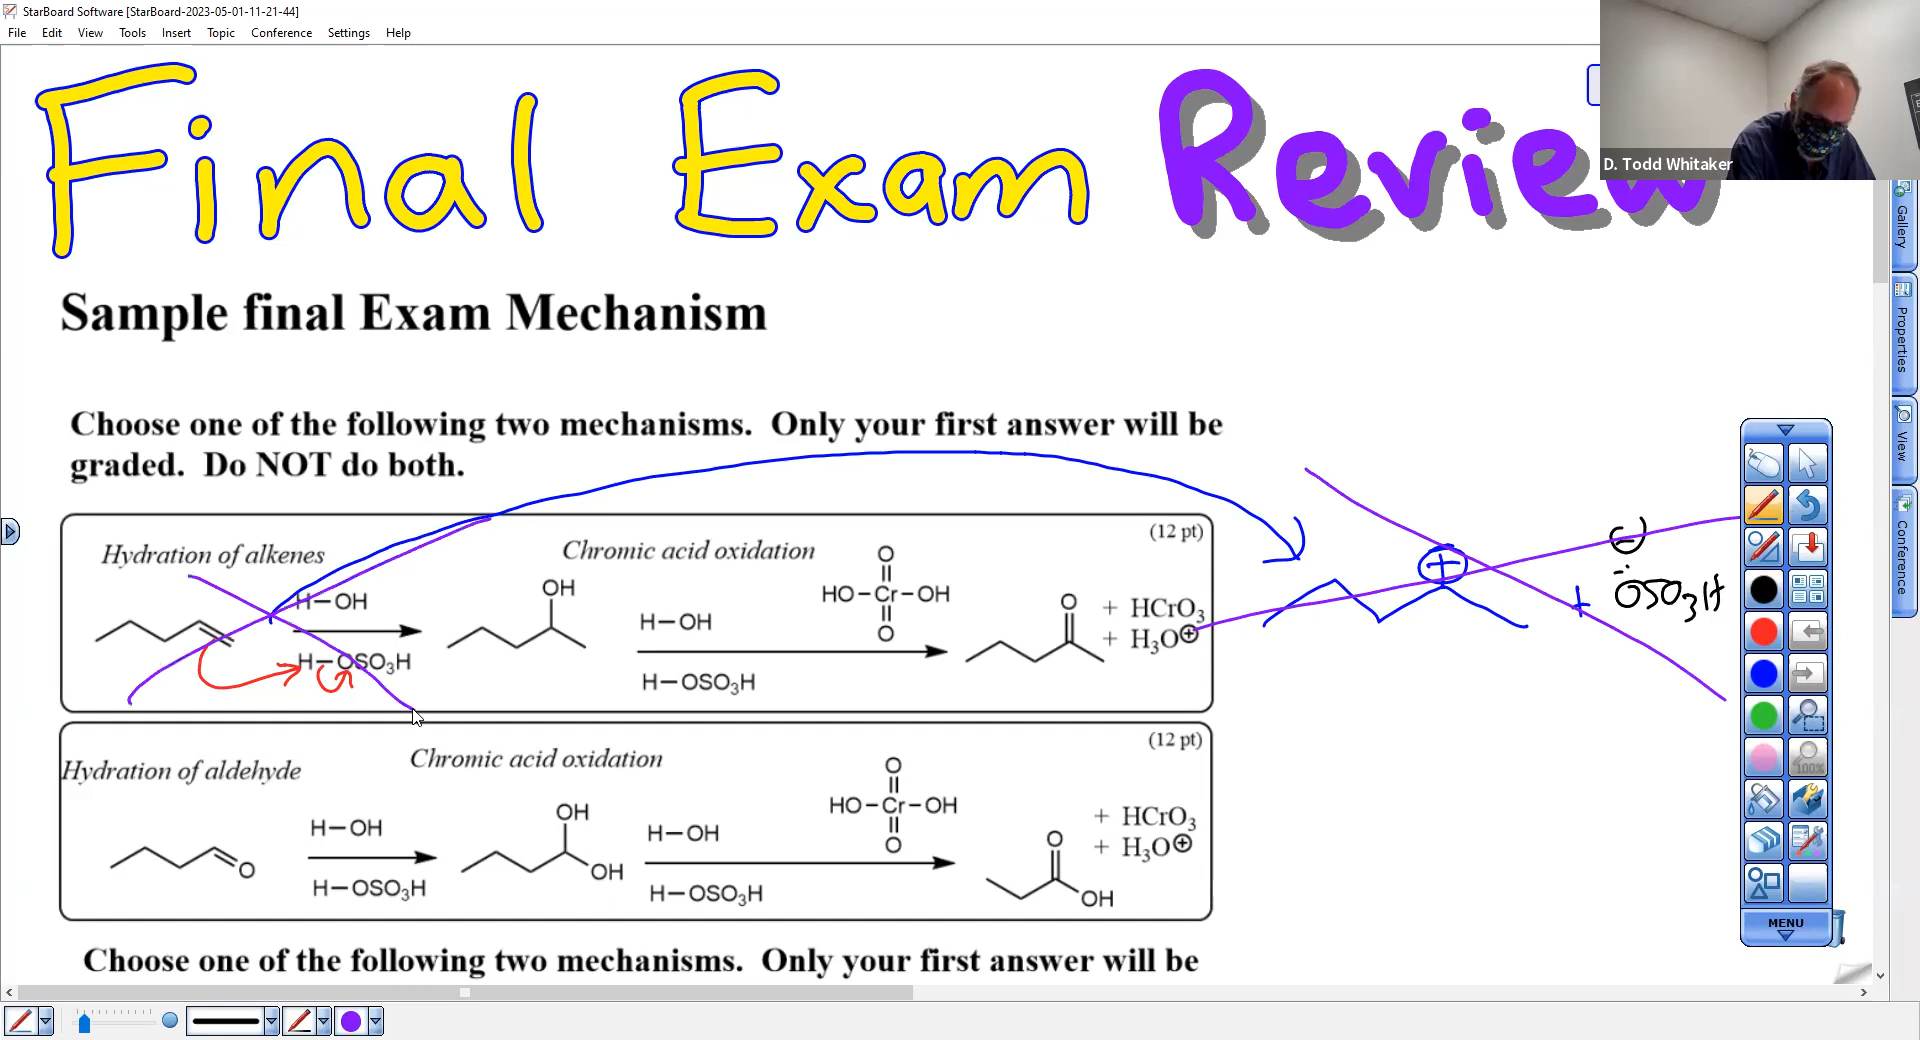 StarBoard Software [StarBoard-2023-05-01-11-21-44]
File Edit View Tools Insert Topic Conference Settings Help
Final Exam Review
D. Todd Whitaker
Sample final Exam Mechanism
Choose one of the following two mechanisms. Only your first answer will be
graded. Do NOT do both.
(12 pt)
Hydration of alkenes
Chromic acid oxidation
H–OH
H–OSO3H
OH
H–OH
H–OSO3H
O
HO–Cr–OH
O
O
+ HCrO3
+ H3O⊕
⊕
+
⊖
:OSO3H
(12 pt)
Hydration of aldehyde
Chromic acid oxidation
O
H–OH
H–OSO3H
OH
OH
H–OH
H–OSO3H
O
HO–Cr–OH
O
O
OH
+ HCrO3
+ H3O⊕
Choose one of the following two mechanisms. Only your first answer will be
Gallery
Properties
View
Conference
100%
MENU